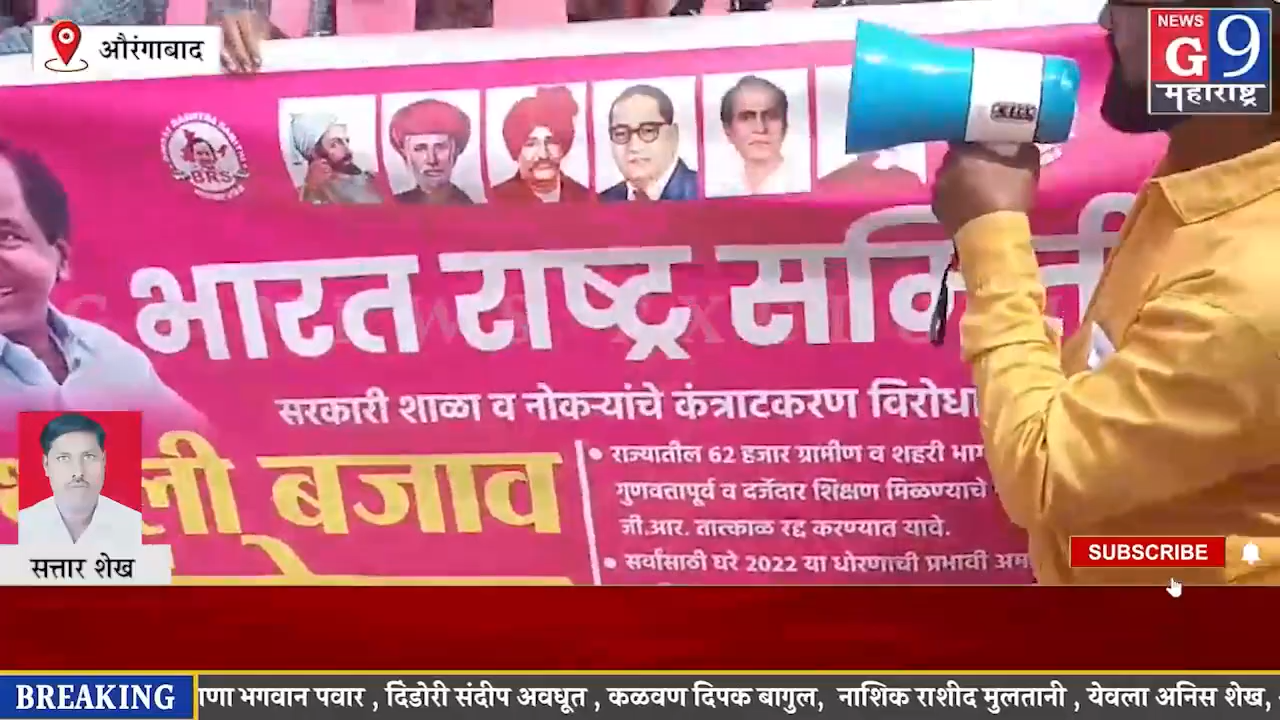 औरंगाबाद
NEWS
G9
महाराष्ट्र
BRS
भारत राष्ट्र समिती
सरकारी शाळा व नोकऱ्यांचे कंत्राटकरण
बजाव
• राज्यातील 62 हजार ग्रामीण व शहरी
गुणवतापूर्व व दर्जेदार शिक्षण मिळण्याचे
जी.आर. तात्काळ रद्द करण्यात यावे.
• सर्वांसाठी घरे 2022 या धोरणाची प्रभावी
सत्तार शेख
SUBSCRIBE
BREAKING
णा भगवान पवार , दिंडोरी संदीप अवधूत , कळवण दिपक बागुल, नाशिक राशीद मुलतानी , येवला अनिस शेख,